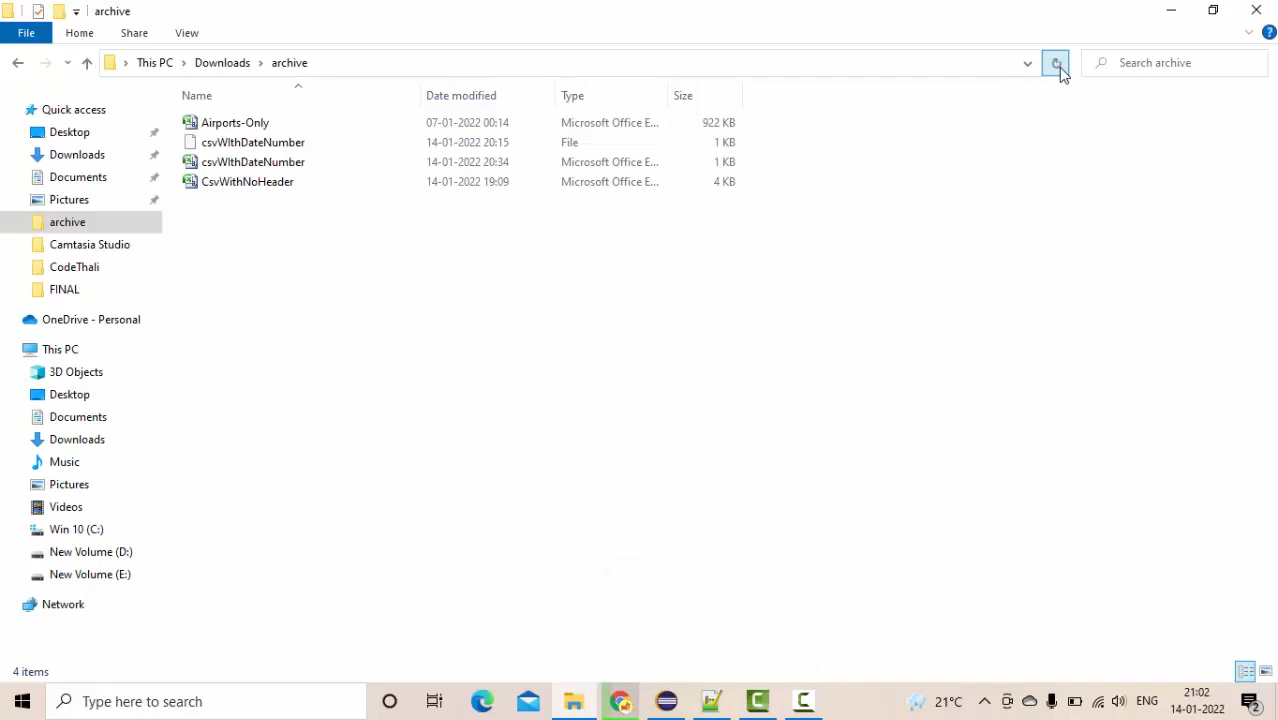 archive
File Home Share View
This PC Downloads archive Search archive
Name Date modified Type Size
Quick access
Airports-Only 07-01-2022 00:14 Microsoft Office E... 922 KB
Desktop
csvWIthDateNumber 14-01-2022 20:15 File 1 KB
Downloads
csvWIthDateNumber 14-01-2022 20:34 Microsoft Office E... 1 KB
Documents
CsvWithNoHeader 14-01-2022 19:09 Microsoft Office E... 4 KB
Pictures
archive
Camtasia Studio
CodeThali
FINAL
OneDrive - Personal
This PC
3D Objects
Desktop
Documents
Downloads
Music
Pictures
Videos
Win 10 (C:)
New Volume (D:)
New Volume (E:)
Network
4 items
Type here to search 21°C ENG 21:02
14-01-2022 2